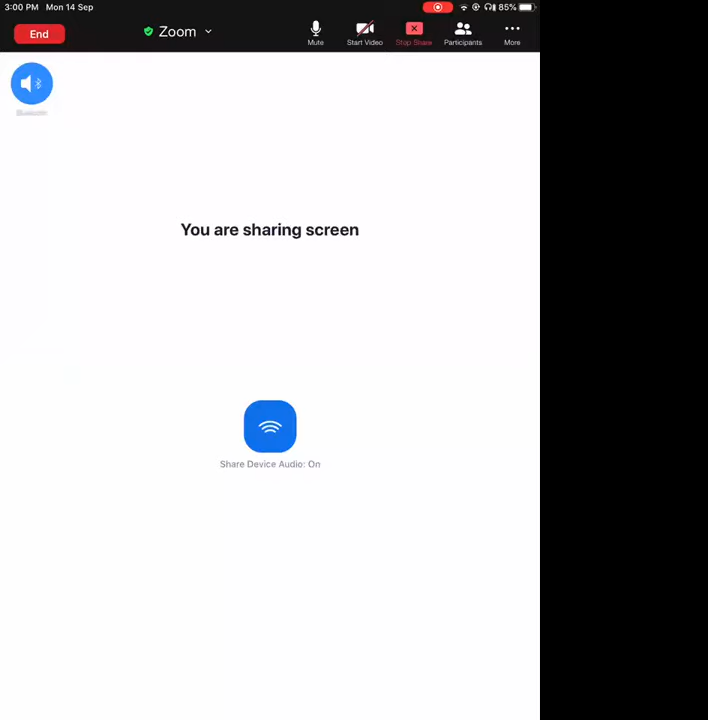 3:00 PM Mon 14 Sep
85%
End
Zoom
Mute
Start Video
Stop Share
Participants
More
Bluetooth
You are sharing screen
Share Device Audio: On